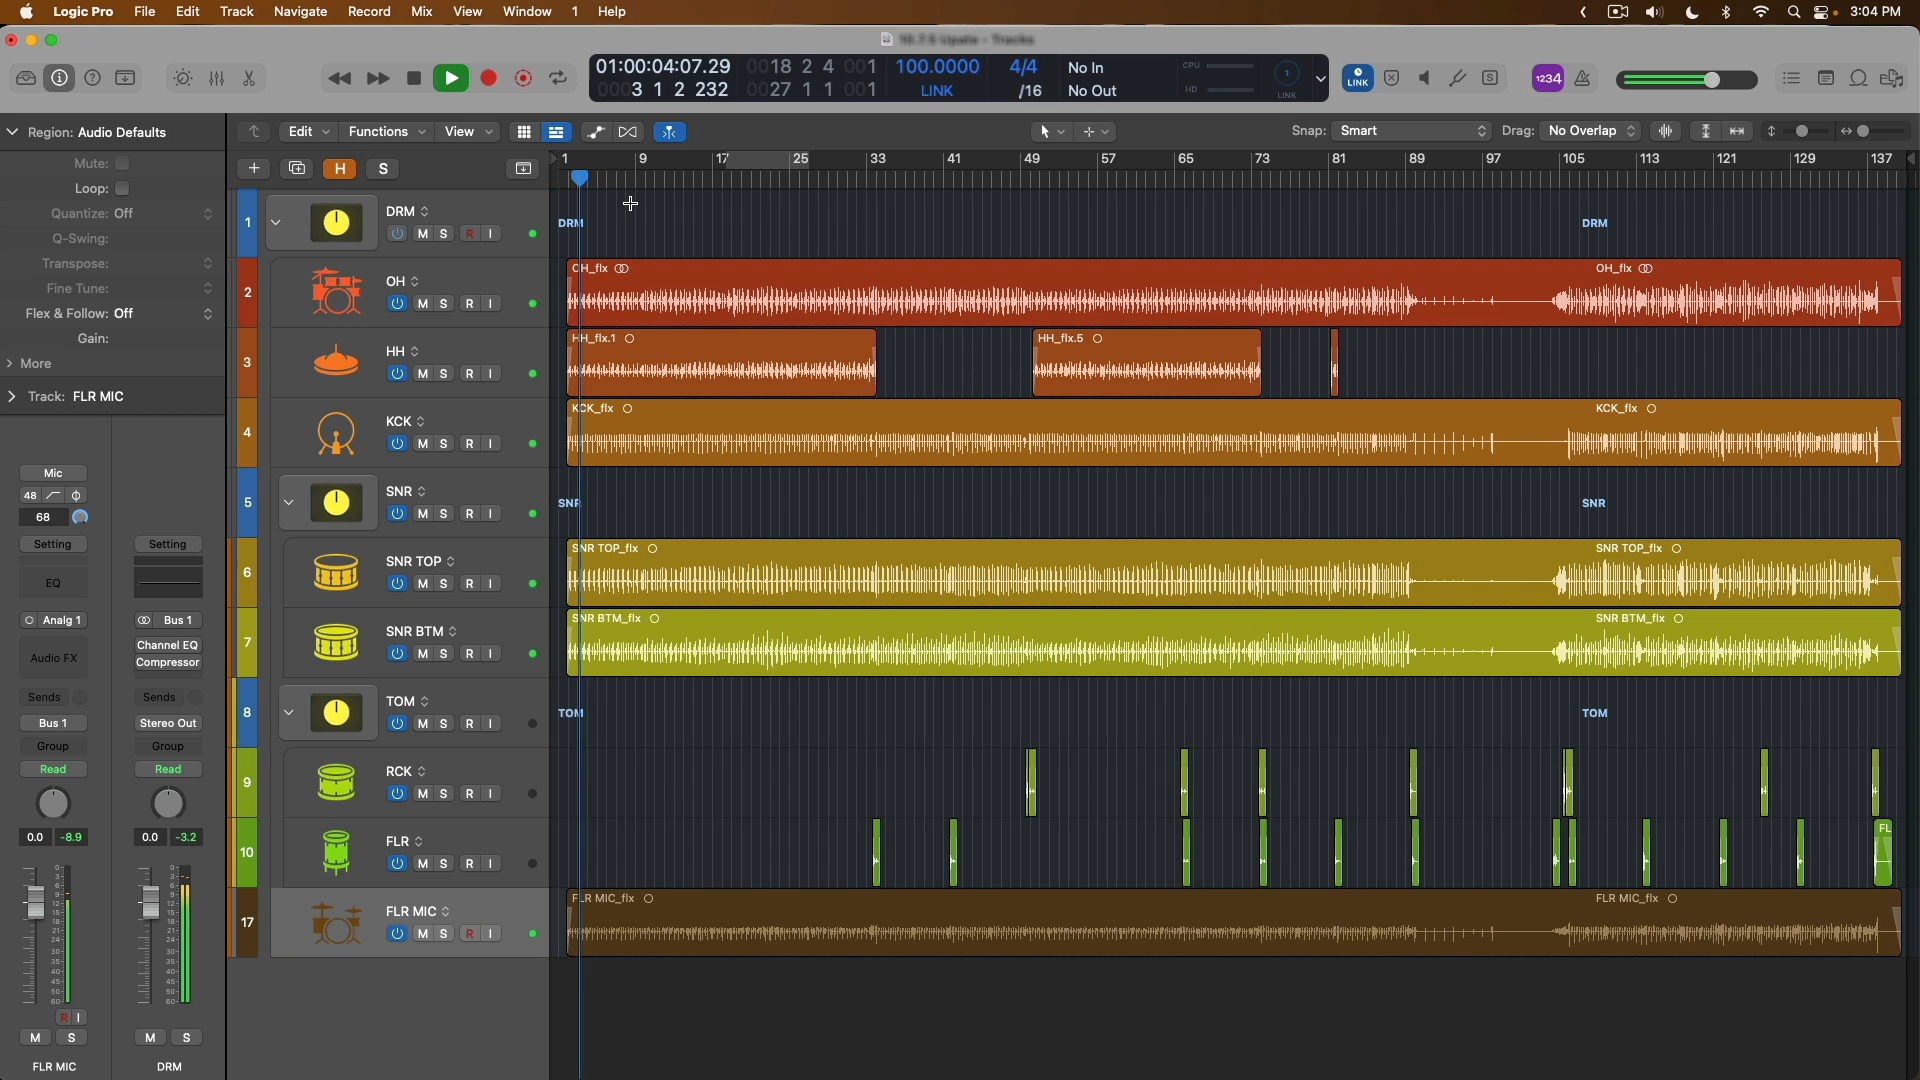 Logic Pro File Edit Track Navigate Record Mix View Window 1 Help 3:04 PM
- Tracks
01:00:04:07.29 0018 2 4 001 100.0000 4/4 No In CPU
0003 1 2 232 0027 1 1 001 LINK /16 No Out HD
1 LINK
LINK S 1234
Region: Audio Defaults
Edit Functions View Snap: Smart Drag: No Overlap
Mute:
Loop:
Quantize: Off
Q-Swing:
Transpose:
Fine Tune:
Flex & Follow: Off
Gain:
More
Track: FLR MIC
H S
1 9 17 25 33 41 49 57 65 73 81 89 97 105 113 121 129 137
1 DRM
M S R I
DRM DRM
2 OH
M S R I
OH_flx OH_flx
3 HH
M S R I
HH_flx.1 HH_flx.5
4 KCK
M S R I
KCK_flx KCK_flx
5 SNR
M S R I
SNR SNR
6 SNR TOP
M S R I
SNR TOP_flx SNR TOP_flx
7 SNR BTM
M S R I
SNR BTM_flx SNR BTM_flx
8 TOM
M S R I
TOM TOM
9 RCK
M S R I
10 FLR
M S R I
FL
17 FLR MIC
M S R I
FLR MIC_flx FLR MIC_flx
Mic
48
68
Setting Setting
EQ
Analg 1 Bus 1
Channel EQ
Audio FX Compressor
Sends Sends
Bus 1 Stereo Out
Group Group
Read Read
0.0 -8.9 0.0 -3.2
R I
M S M S
FLR MIC DRM